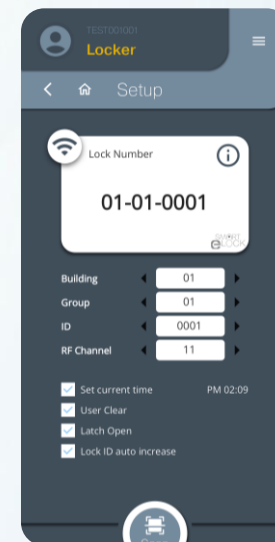 TEST001001
Locker
Setup
Lock Number
01-01-0001
SMART
LOCK
Building 01
Group 01
ID 0001
RF Channel 11
Set current time PM 02:09
User Clear
Latch Open
Lock ID auto increase